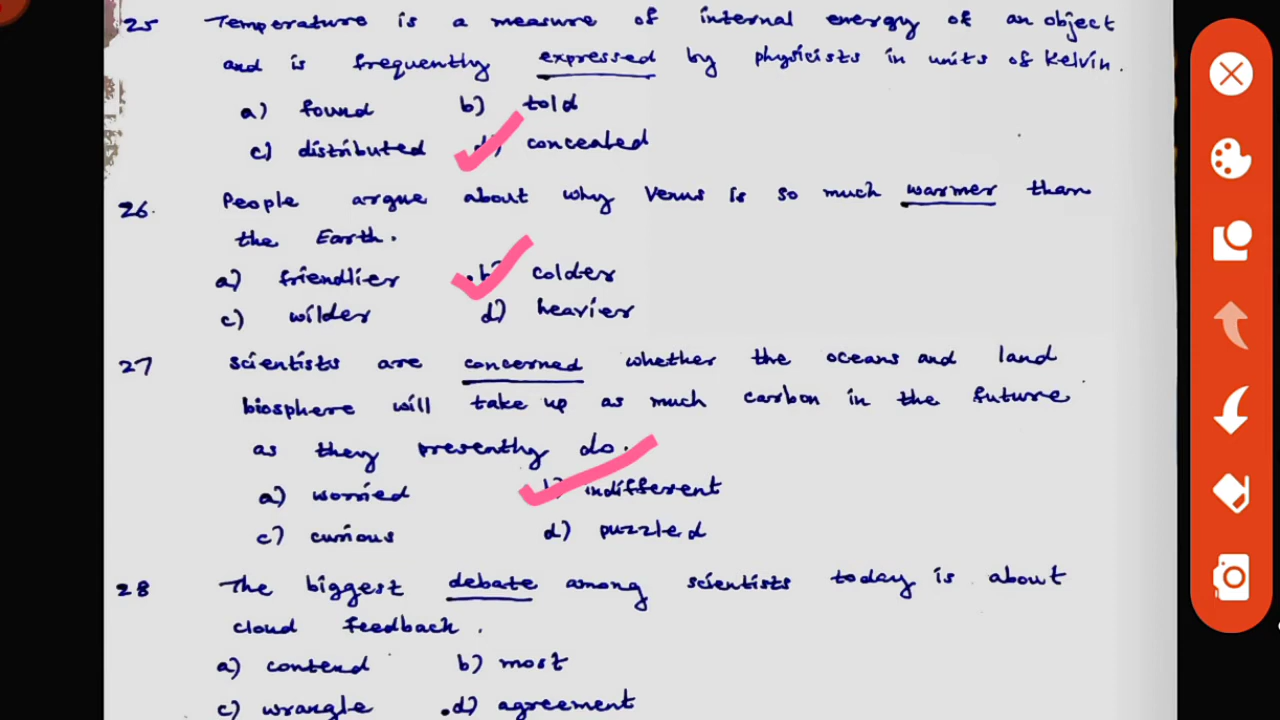 25 Temperature is a measure of internal energy of an object
and is frequently expressed by physicists in units of Kelvin.
a) found b) told
c) distributed d) concealed
26. People argue about why Venus is so much warmer than
the Earth.
a) friendlier b) colder
c) wilder d) heavier
27 scientists are concerned whether the oceans and land
biosphere will take up as much carbon in the future
as they presently do.
a) worried b) indifferent
c) curious d) puzzled
28 The biggest debate among scientists today is about
cloud feedback.
a) contend b) most
c) wrangle d) agreement